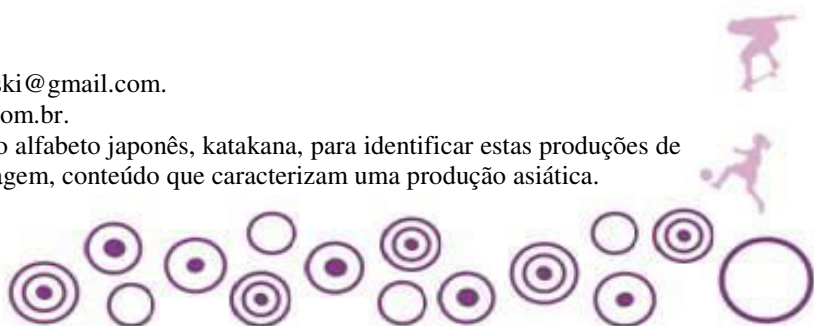 ski@gmail.com.
om.br.
o alfabeto japonês, katakana, para identificar estas produções de
agem, conteúdo que caracterizam uma produção asiática.